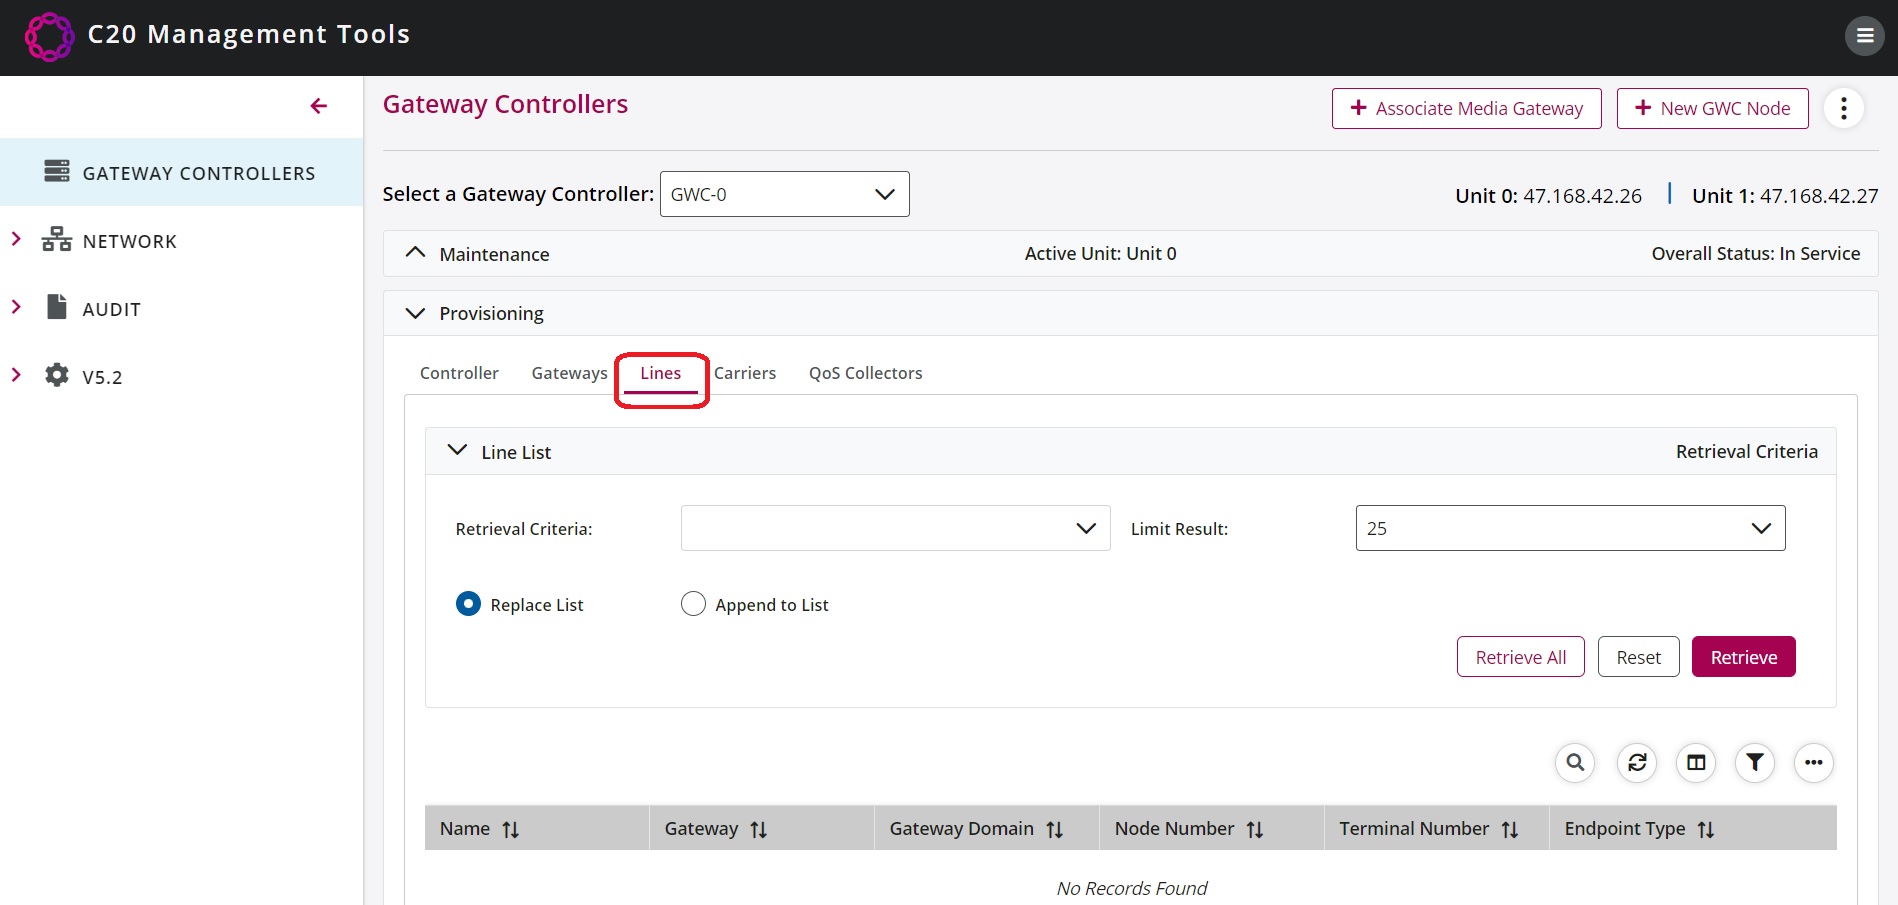 C20 Management Tools
GATEWAY CONTROLLERS
NETWORK
AUDIT
V5.2
Gateway Controllers
Associate Media Gateway
New GWC Node
Select a Gateway Controller: GWC-0
Unit 0: 47.168.42.26 | Unit 1: 47.168.42.27
Maintenance
Active Unit: Unit 0
Overall Status: In Service
Provisioning
Controller Gateways Lines Carriers QoS Collectors
Line List
Retrieval Criteria
Retrieval Criteria:
Limit Result: 25
Replace List
Append to List
Retrieve All
Reset
Retrieve
Name Gateway Gateway Domain Node Number Terminal Number Endpoint Type
No Records Found